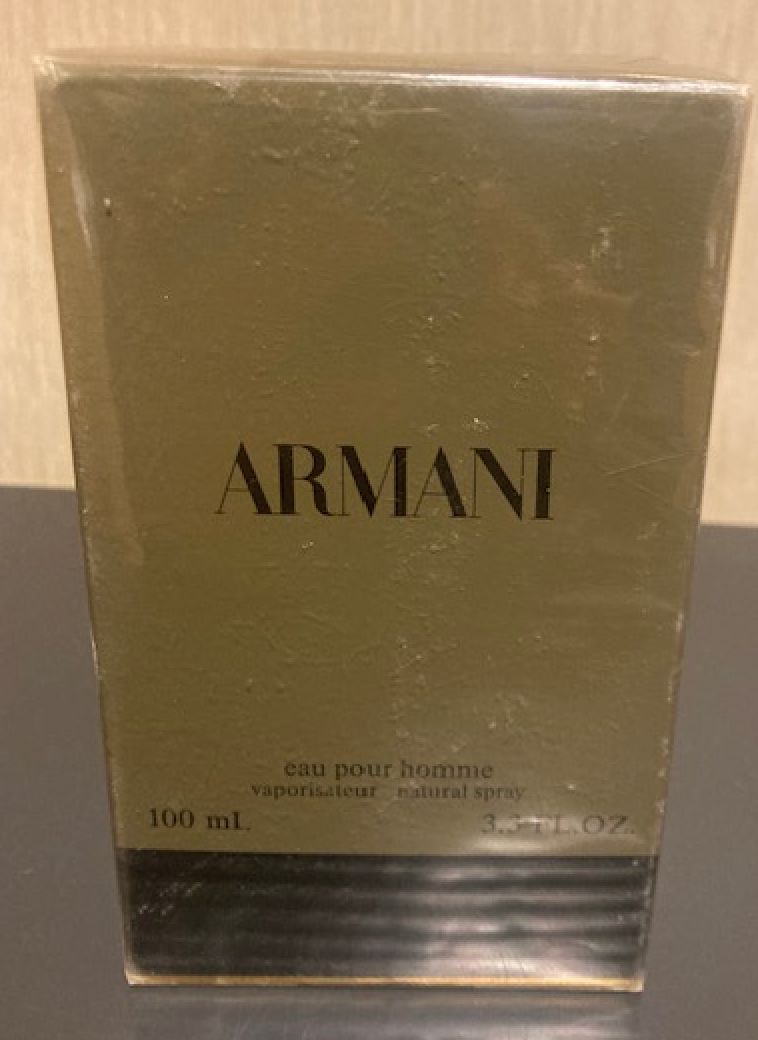 ARMANI
eau pour homme
vaporisateur natural spray
100 mL 3.3 FL.OZ.